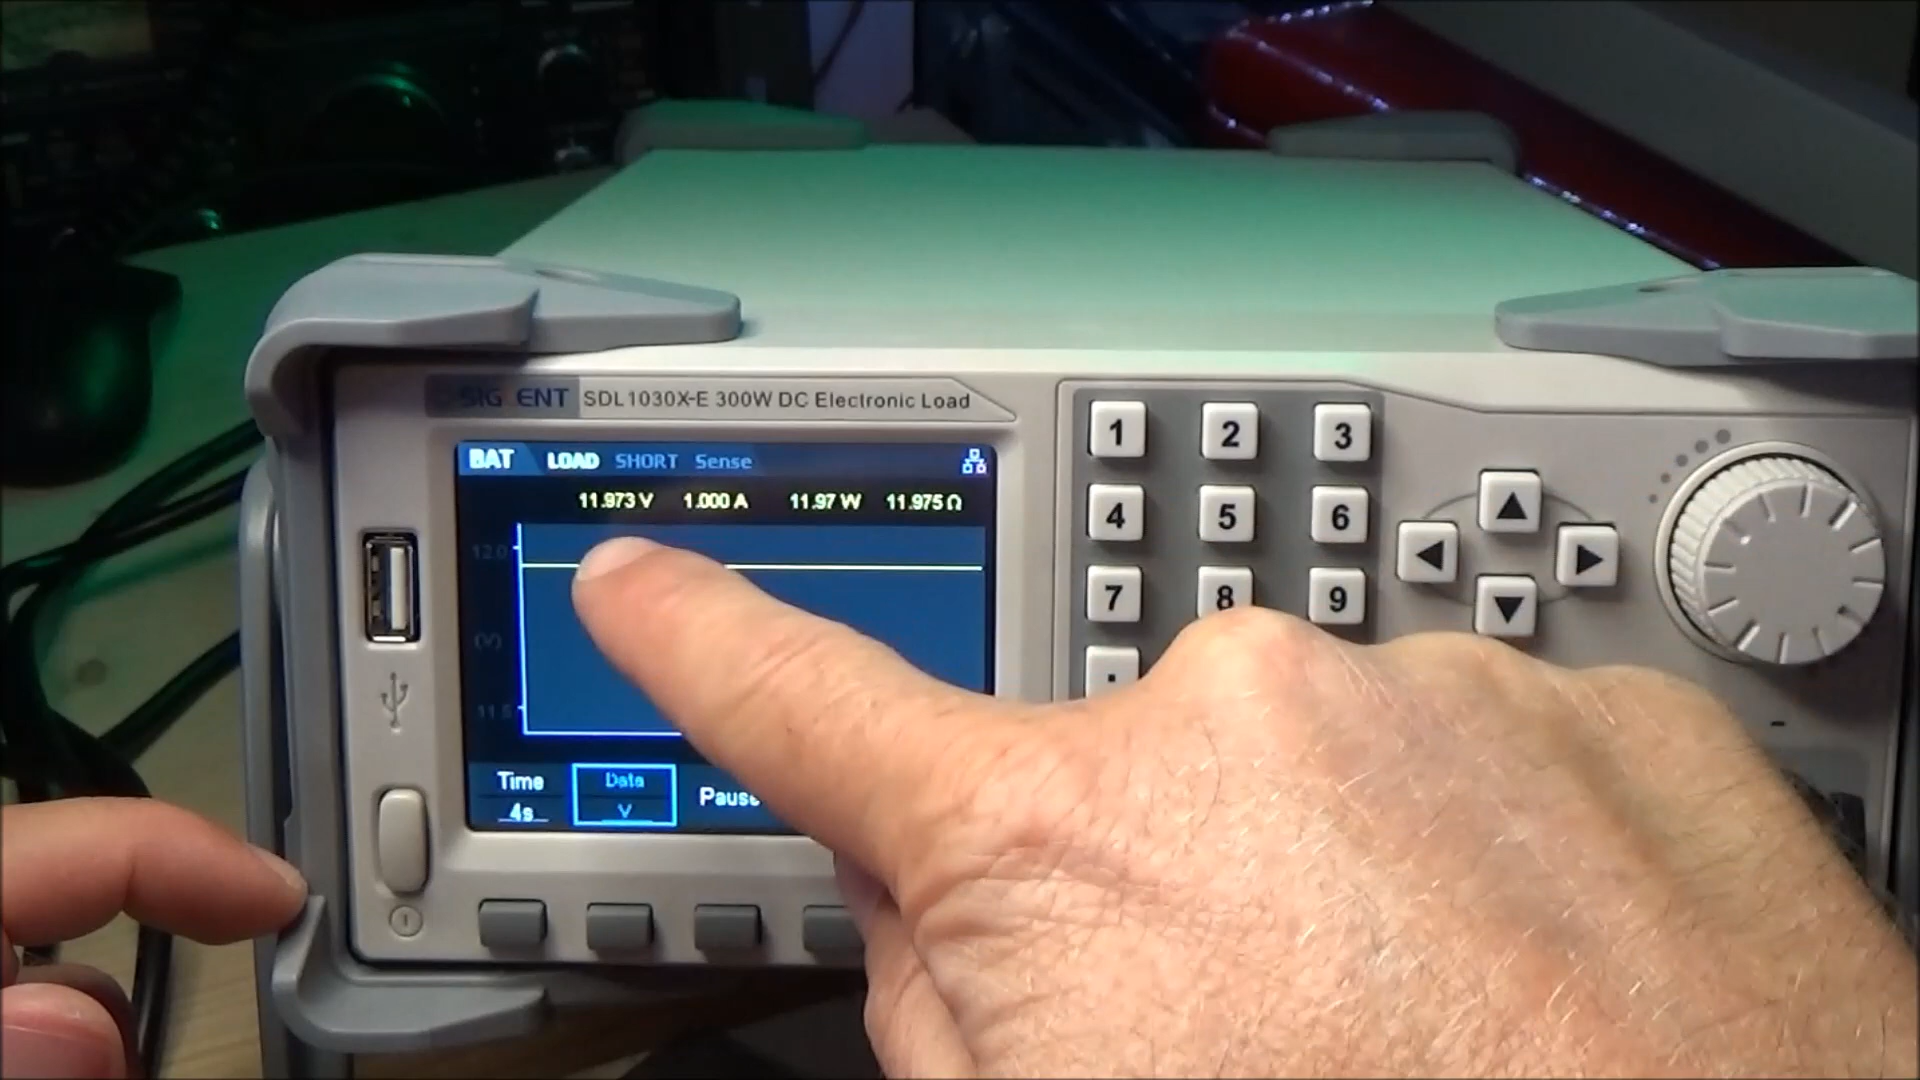 SIGLENT SDL1030X-E 300W DC Electronic Load
BAT LOAD SHORT Sense
11.973 V 1.000 A 11.97 W 11.975 Ω
12.0
(V)
11.5
Time Data
4s V Pause
1 2 3
4 5 6
7 8 9
.
-